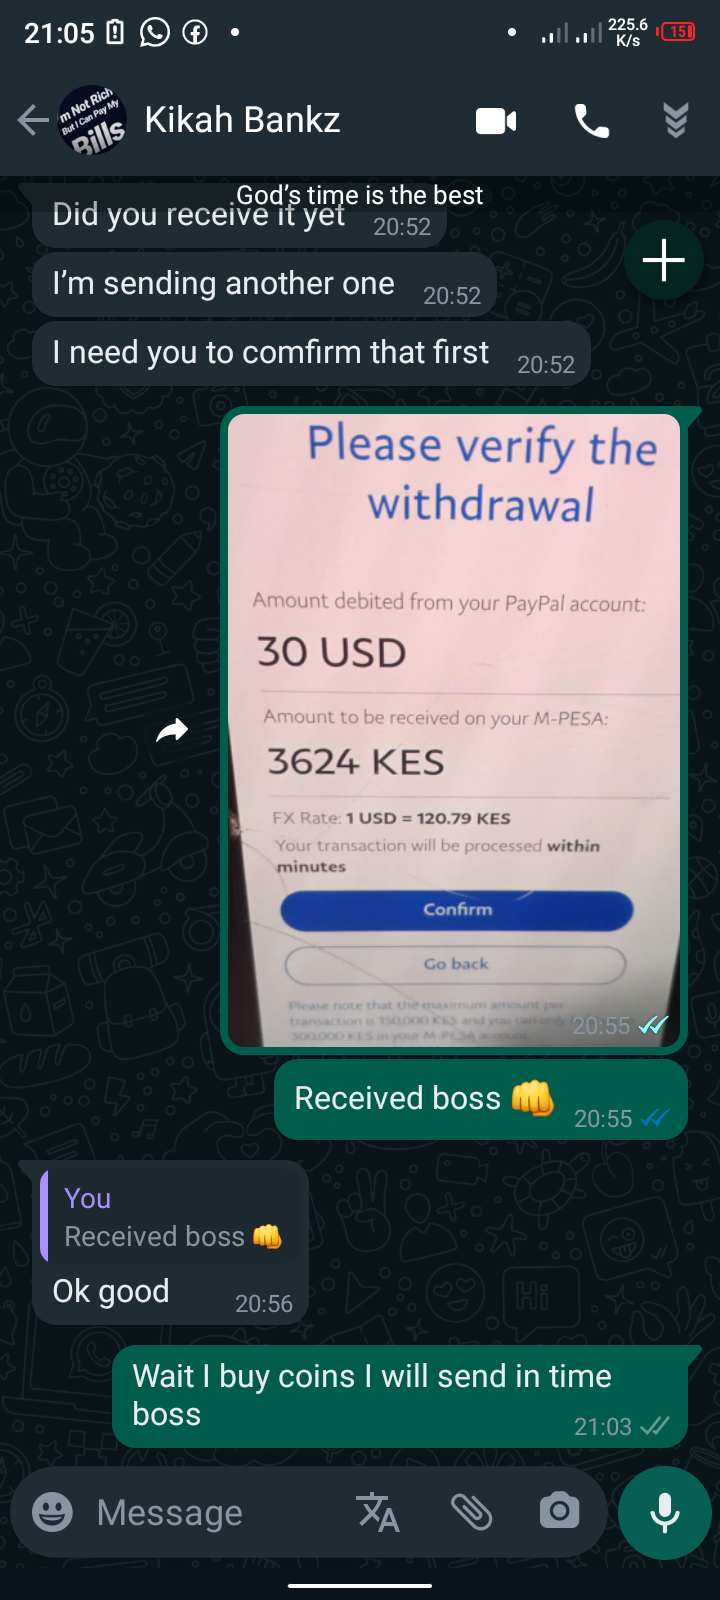 21:05
225.6
K/s
15
m Not Rich
But I Can Pay My
Bills
Kikah Bankz
God's time is the best
Did you receive it yet 20:52
I'm sending another one 20:52
I need you to comfirm that first 20:52
Please verify the
withdrawal
Amount debited from your PayPal account:
30 USD
Amount to be received on your M-PESA:
3624 KES
FX Rate: 1 USD = 120.79 KES
Your transaction will be processed within
minutes
Confirm
Go back
Please note that the maximum amount per
transaction is 150,000 KES and you can only
300,000 KES in your M-PESA account
20:55
Received boss 👊 20:55
You
Received boss 👊
Ok good 20:56
Wait I buy coins I will send in time
boss 21:03
Message